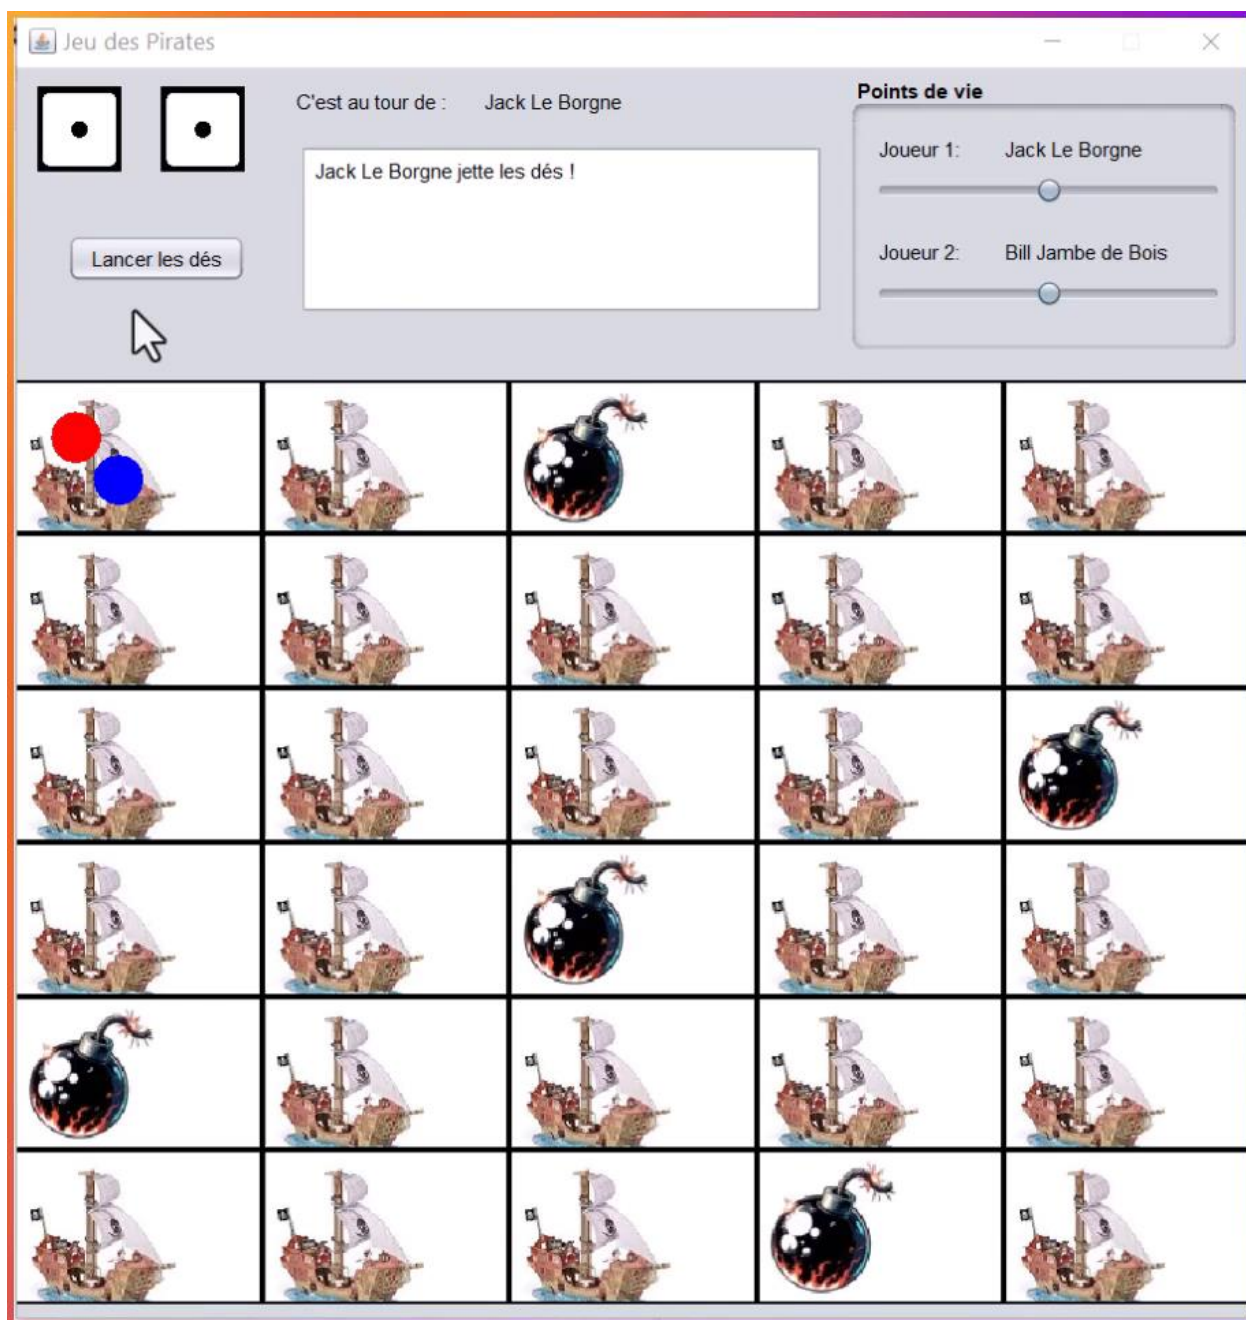 Jeu des Pirates
C'est au tour de : Jack Le Borgne
Jack Le Borgne jette les dés !
Lancer les dés
Points de vie
Joueur 1: Jack Le Borgne
Joueur 2: Bill Jambe de Bois